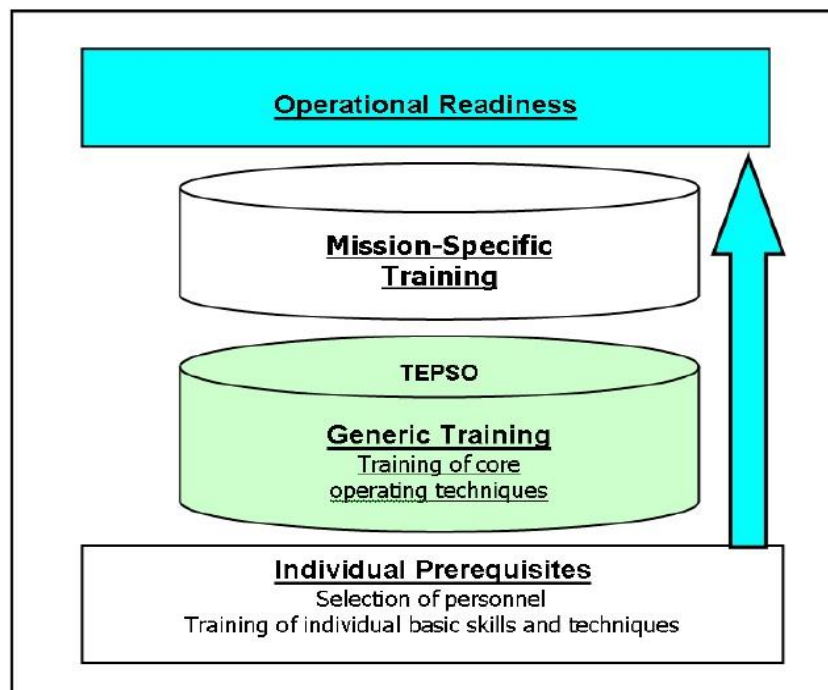 Operational Readiness
Mission-Specific
Training
TEPSO
Generic Training
Training of core
operating techniques
Individual Prerequisites
Selection of personnel
Training of individual basic skills and techniques